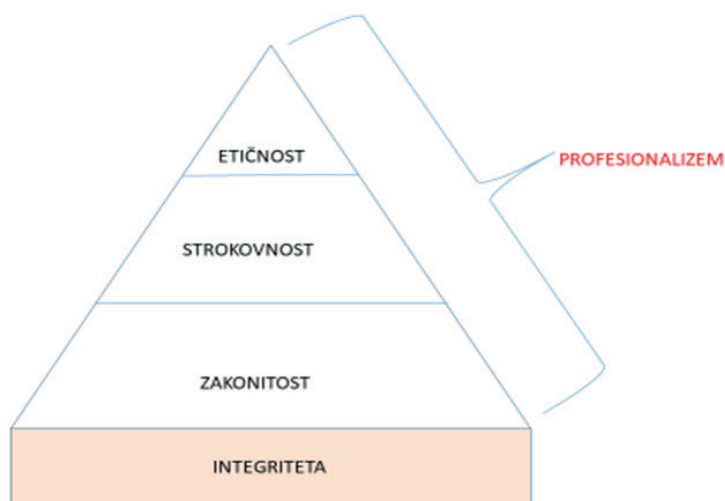 ETIČNOST
PROFESIONALIZEM
STROKOVNOST
ZAKONITOST
INTEGRITETA